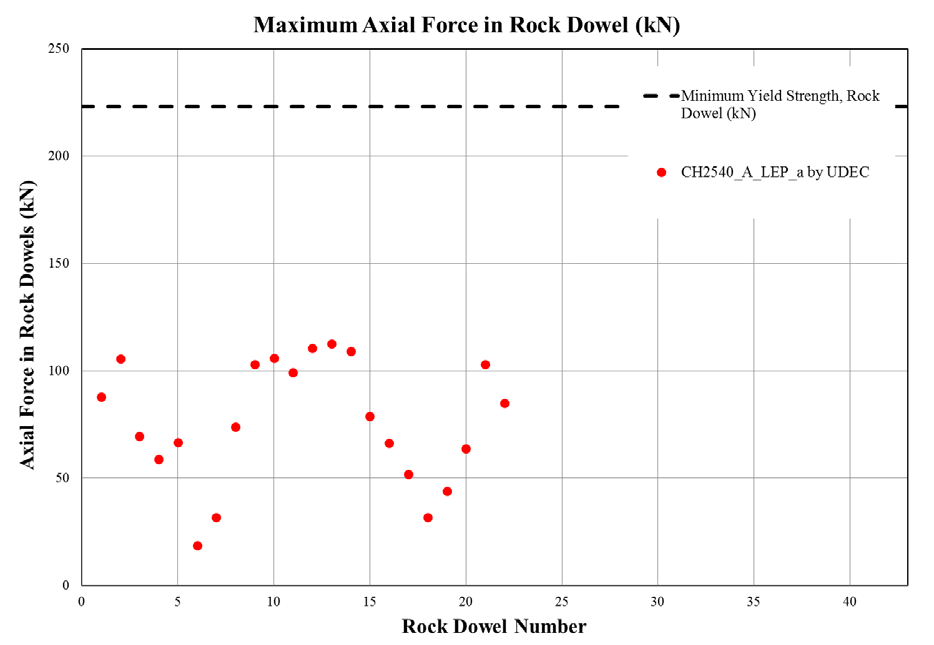 Maximum Axial Force in Rock Dowel (kN)
250
200
150
100
50
0
Axial Force in Rock Dowels (kN)
Minimum Yield Strength, Rock
Dowel (kN)
CH2540_A_LEP_a by UDEC
0 5 10 15 20 25 30 35 40
Rock Dowel Number